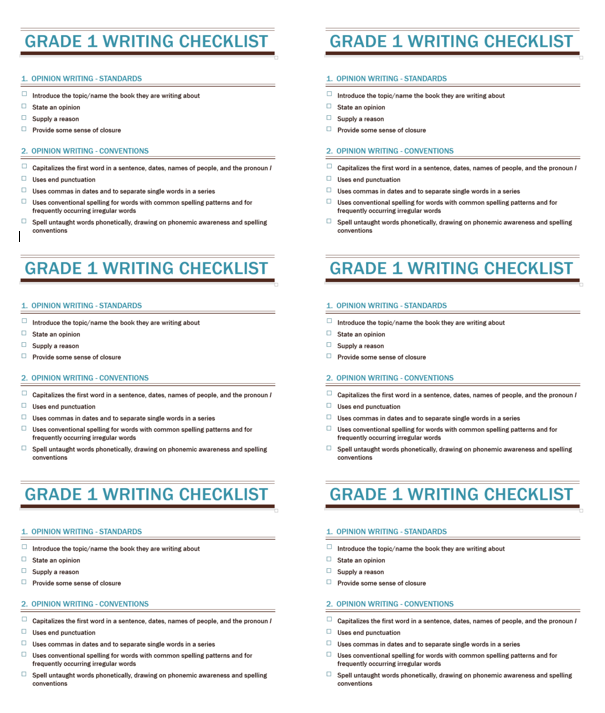 GRADE 1 WRITING CHECKLIST
1. OPINION WRITING - STANDARDS
Introduce the topic/name the book they are writing about
State an opinion
Supply a reason
Provide some sense of closure
2. OPINION WRITING - CONVENTIONS
Capitalizes the first word in a sentence, dates, names of people, and the pronoun I
Uses end punctuation
Uses commas in dates and to separate single words in a series
Uses conventional spelling for words with common spelling patterns and for
frequently occurring irregular words
Spell untaught words phonetically, drawing on phonemic awareness and spelling
conventions
GRADE 1 WRITING CHECKLIST
1. OPINION WRITING - STANDARDS
Introduce the topic/name the book they are writing about
State an opinion
Supply a reason
Provide some sense of closure
2. OPINION WRITING - CONVENTIONS
Capitalizes the first word in a sentence, dates, names of people, and the pronoun I
Uses end punctuation
Uses commas in dates and to separate single words in a series
Uses conventional spelling for words with common spelling patterns and for
frequently occurring irregular words
Spell untaught words phonetically, drawing on phonemic awareness and spelling
conventions
GRADE 1 WRITING CHECKLIST
1. OPINION WRITING - STANDARDS
Introduce the topic/name the book they are writing about
State an opinion
Supply a reason
Provide some sense of closure
2. OPINION WRITING - CONVENTIONS
Capitalizes the first word in a sentence, dates, names of people, and the pronoun I
Uses end punctuation
Uses commas in dates and to separate single words in a series
Uses conventional spelling for words with common spelling patterns and for
frequently occurring irregular words
Spell untaught words phonetically, drawing on phonemic awareness and spelling
conventions
GRADE 1 WRITING CHECKLIST
1. OPINION WRITING - STANDARDS
Introduce the topic/name the book they are writing about
State an opinion
Supply a reason
Provide some sense of closure
2. OPINION WRITING - CONVENTIONS
Capitalizes the first word in a sentence, dates, names of people, and the pronoun I
Uses end punctuation
Uses commas in dates and to separate single words in a series
Uses conventional spelling for words with common spelling patterns and for
frequently occurring irregular words
Spell untaught words phonetically, drawing on phonemic awareness and spelling
conventions
GRADE 1 WRITING CHECKLIST
1. OPINION WRITING - STANDARDS
Introduce the topic/name the book they are writing about
State an opinion
Supply a reason
Provide some sense of closure
2. OPINION WRITING - CONVENTIONS
Capitalizes the first word in a sentence, dates, names of people, and the pronoun I
Uses end punctuation
Uses commas in dates and to separate single words in a series
Uses conventional spelling for words with common spelling patterns and for
frequently occurring irregular words
Spell untaught words phonetically, drawing on phonemic awareness and spelling
conventions
GRADE 1 WRITING CHECKLIST
1. OPINION WRITING - STANDARDS
Introduce the topic/name the book they are writing about
State an opinion
Supply a reason
Provide some sense of closure
2. OPINION WRITING - CONVENTIONS
Capitalizes the first word in a sentence, dates, names of people, and the pronoun I
Uses end punctuation
Uses commas in dates and to separate single words in a series
Uses conventional spelling for words with common spelling patterns and for
frequently occurring irregular words
Spell untaught words phonetically, drawing on phonemic awareness and spelling
conventions